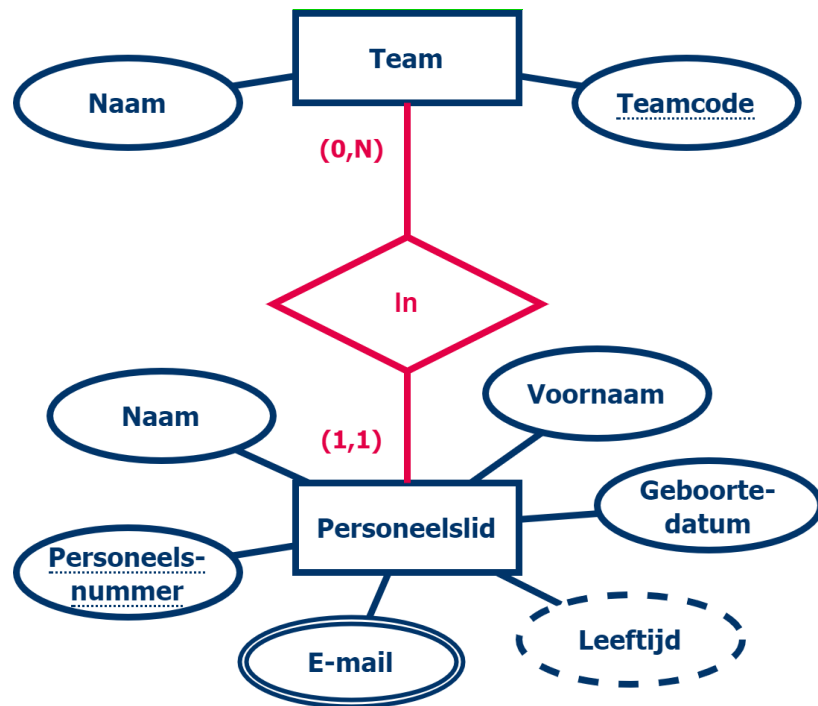 Team
Naam
Teamcode
(0,N)
In
Voornaam
Naam
(1,1)
Geboorte-
datum
Personeelslid
Personeels-
nummer
E-mail
Leeftijd